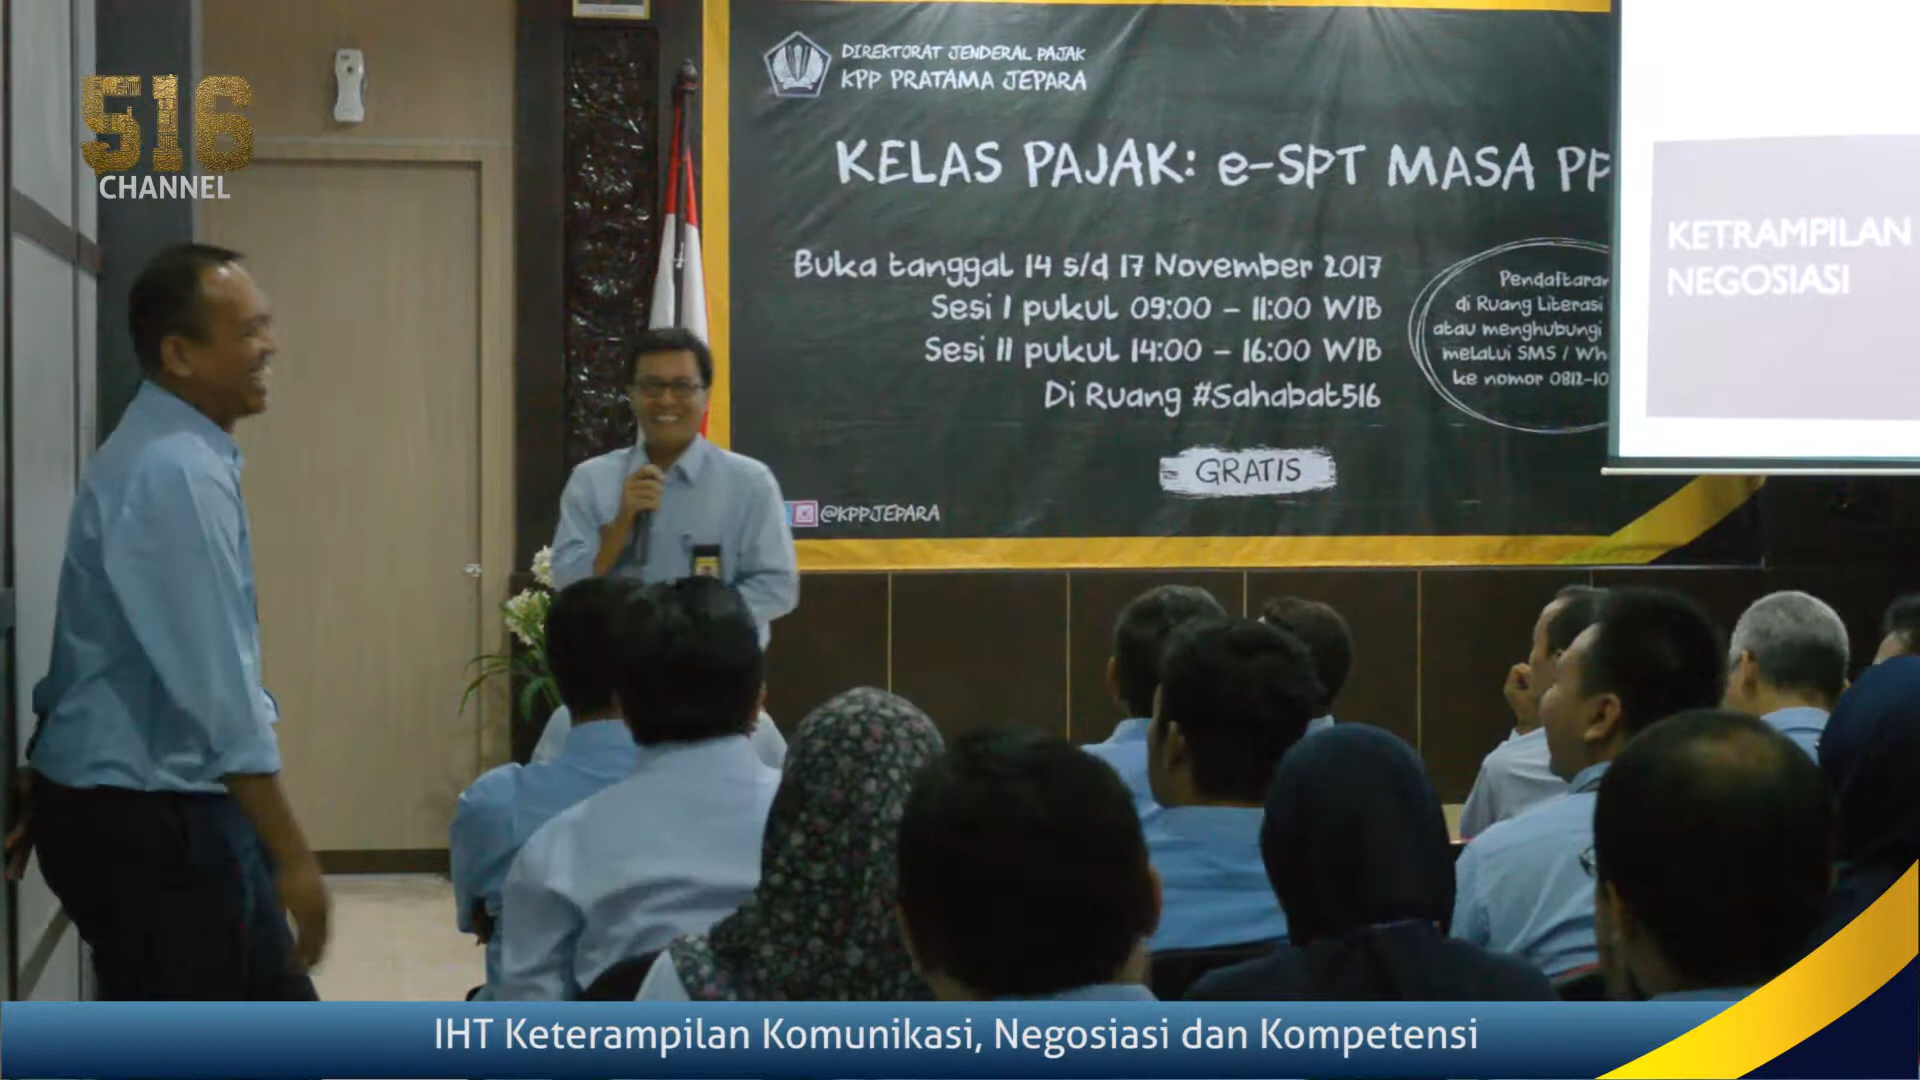 516
CHANNEL
DIREKTORAT JENDERAL PAJAK
KPP PRATAMA JEPARA
KELAS PAJAK: e-SPT MASA PP
Buka tanggal 14 s/d 17 November 2017
Sesi I pukul 09:00 – 11:00 WIB
Sesi II pukul 14:00 – 16:00 WIB
Di Ruang #Sahabat516
Pendaftaran
di Ruang Literasi
atau menghubungi
melalui SMS / Wh
ke nomor 0812-10
GRATIS
@KPPJEPARA
KETRAMPILAN
NEGOSIASI
IHT Keterampilan Komunikasi, Negosiasi dan Kompetensi